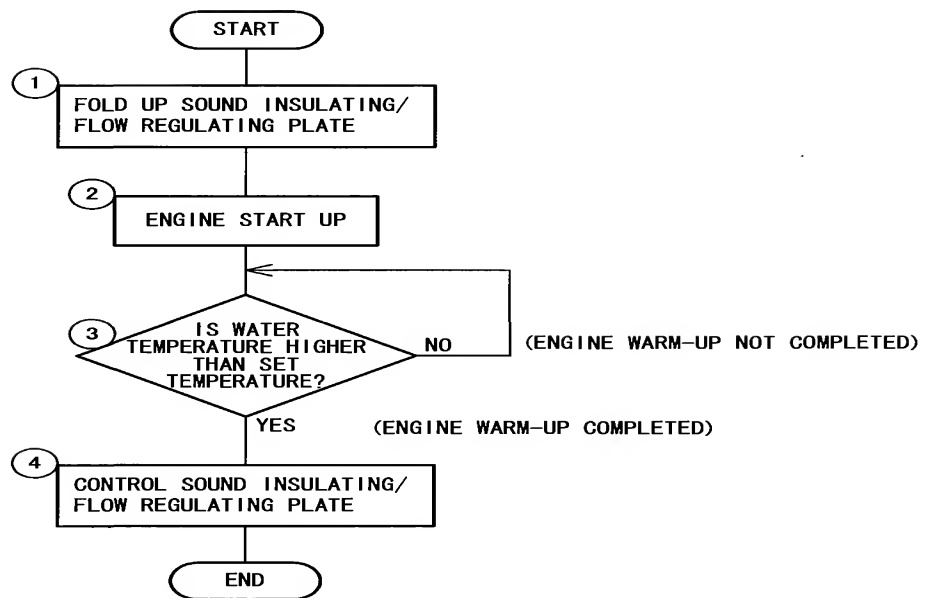 START
1
FOLD UP SOUND INSULATING/
FLOW REGULATING PLATE
2
ENGINE START UP
3
IS WATER
TEMPERATURE HIGHER
THAN SET
TEMPERATURE?
NO
(ENGINE WARM-UP NOT COMPLETED)
YES
(ENGINE WARM-UP COMPLETED)
4
CONTROL SOUND INSULATING/
FLOW REGULATING PLATE
END